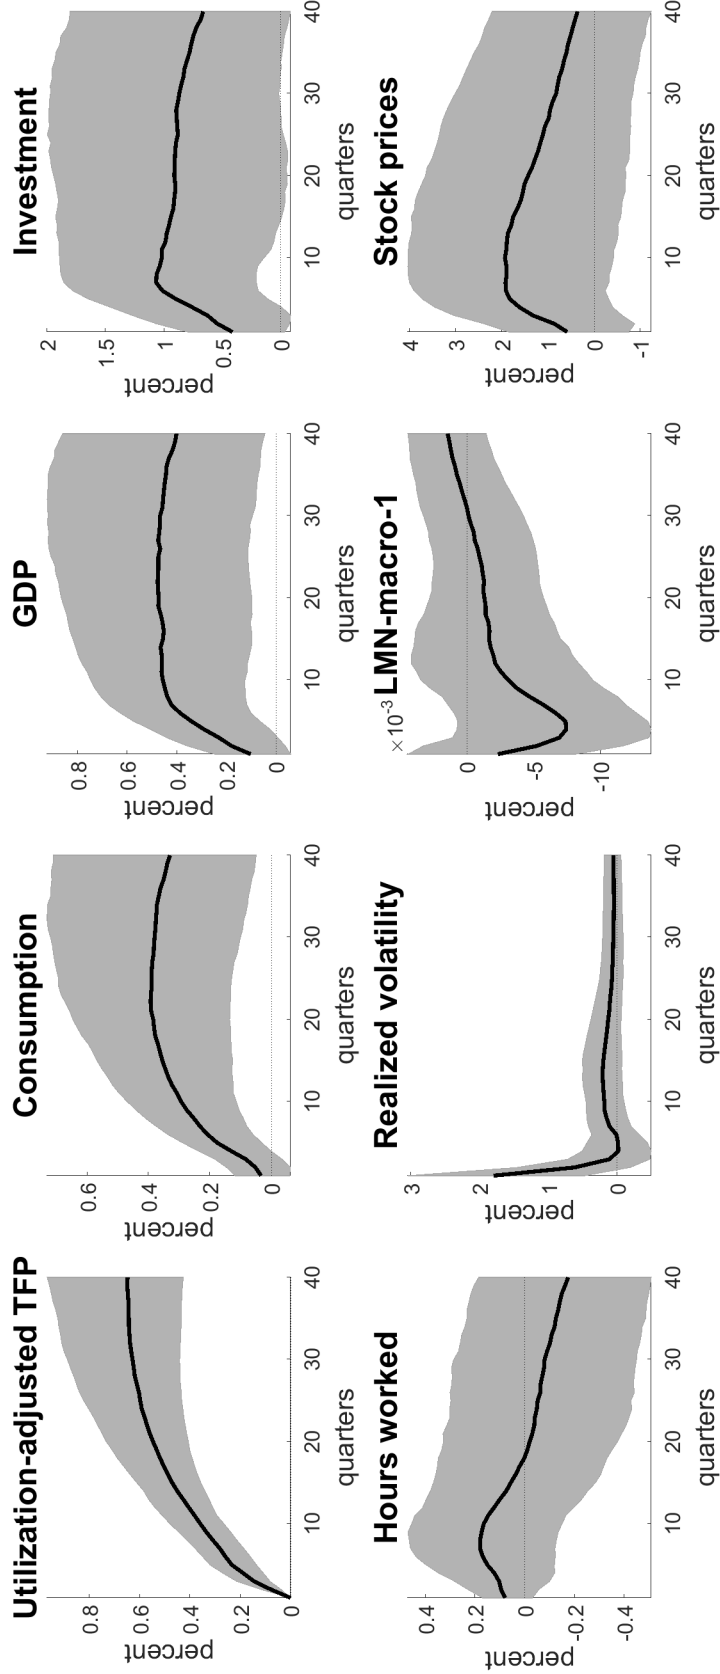 Utilization-adjusted TFP
percent
0.8
0.6
0.4
0.2
0
10 20 30 40
quarters
Consumption
percent
0.6
0.4
0.2
0
10 20 30 40
quarters
GDP
percent
0.8
0.6
0.4
0.2
0
10 20 30 40
quarters
Investment
percent
2
1.5
1
0.5
0
10 20 30 40
quarters
Hours worked
percent
0.4
0.2
0
-0.2
-0.4
10 20 30 40
quarters
Realized volatility
percent
3
2
1
0
10 20 30 40
quarters
×10⁻³ LMN-macro-1
percent
0
-5
-10
10 20 30 40
quarters
Stock prices
percent
4
3
2
1
0
-1
10 20 30 40
quarters